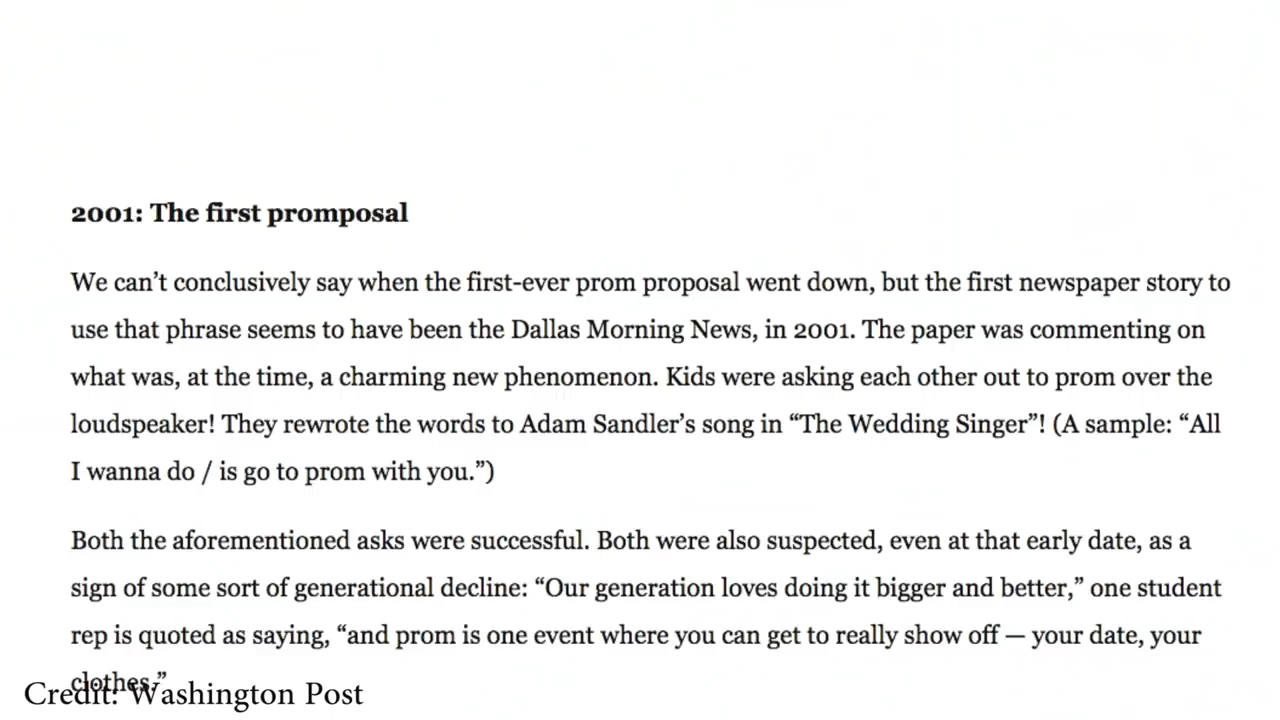 2001: The first promposal
We can’t conclusively say when the first-ever prom proposal went down, but the first newspaper story to
use that phrase seems to have been the Dallas Morning News, in 2001. The paper was commenting on
what was, at the time, a charming new phenomenon. Kids were asking each other out to prom over the
loudspeaker! They rewrote the words to Adam Sandler’s song in “The Wedding Singer”! (A sample: “All
I wanna do / is go to prom with you.”)
Both the aforementioned asks were successful. Both were also suspected, even at that early date, as a
sign of some sort of generational decline: “Our generation loves doing it bigger and better,” one student
rep is quoted as saying, “and prom is one event where you can get to really show off — your date, your
clothes.”
Credit: Washington Post